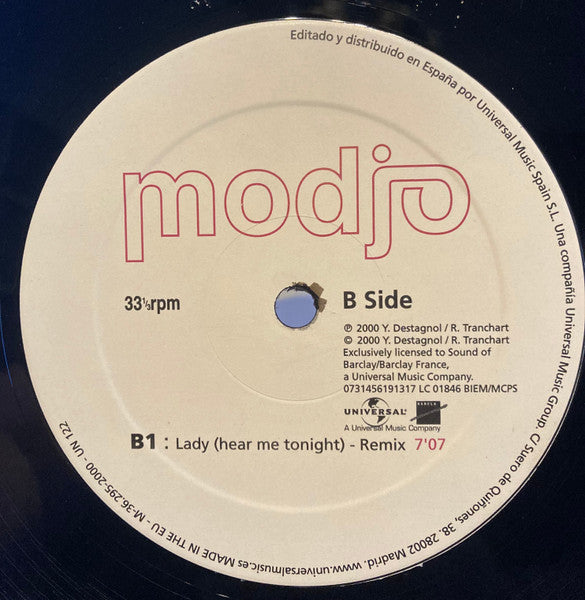 Editado y distribuido en España por Universal Music Spain S.L. Una compañia Universal Music Group. C/ Suero de Quiñones, 38. 28002 Madrid. www.universalmusic.es MADE IN THE EU - M-36.295-2000 - UN 122
modjo
33⅓rpm
B Side
℗ 2000 Y. Destagnol / R. Tranchart
© 2000 Y. Destagnol / R. Tranchart
Exclusively licensed to Sound of
Barclay/Barclay France,
a Universal Music Company.
0731456191317 LC 01846 BIEM/MCPS
UNIVERSAL
BARCLAY
A Universal Music Company
B1 : Lady (hear me tonight) - Remix 7'07